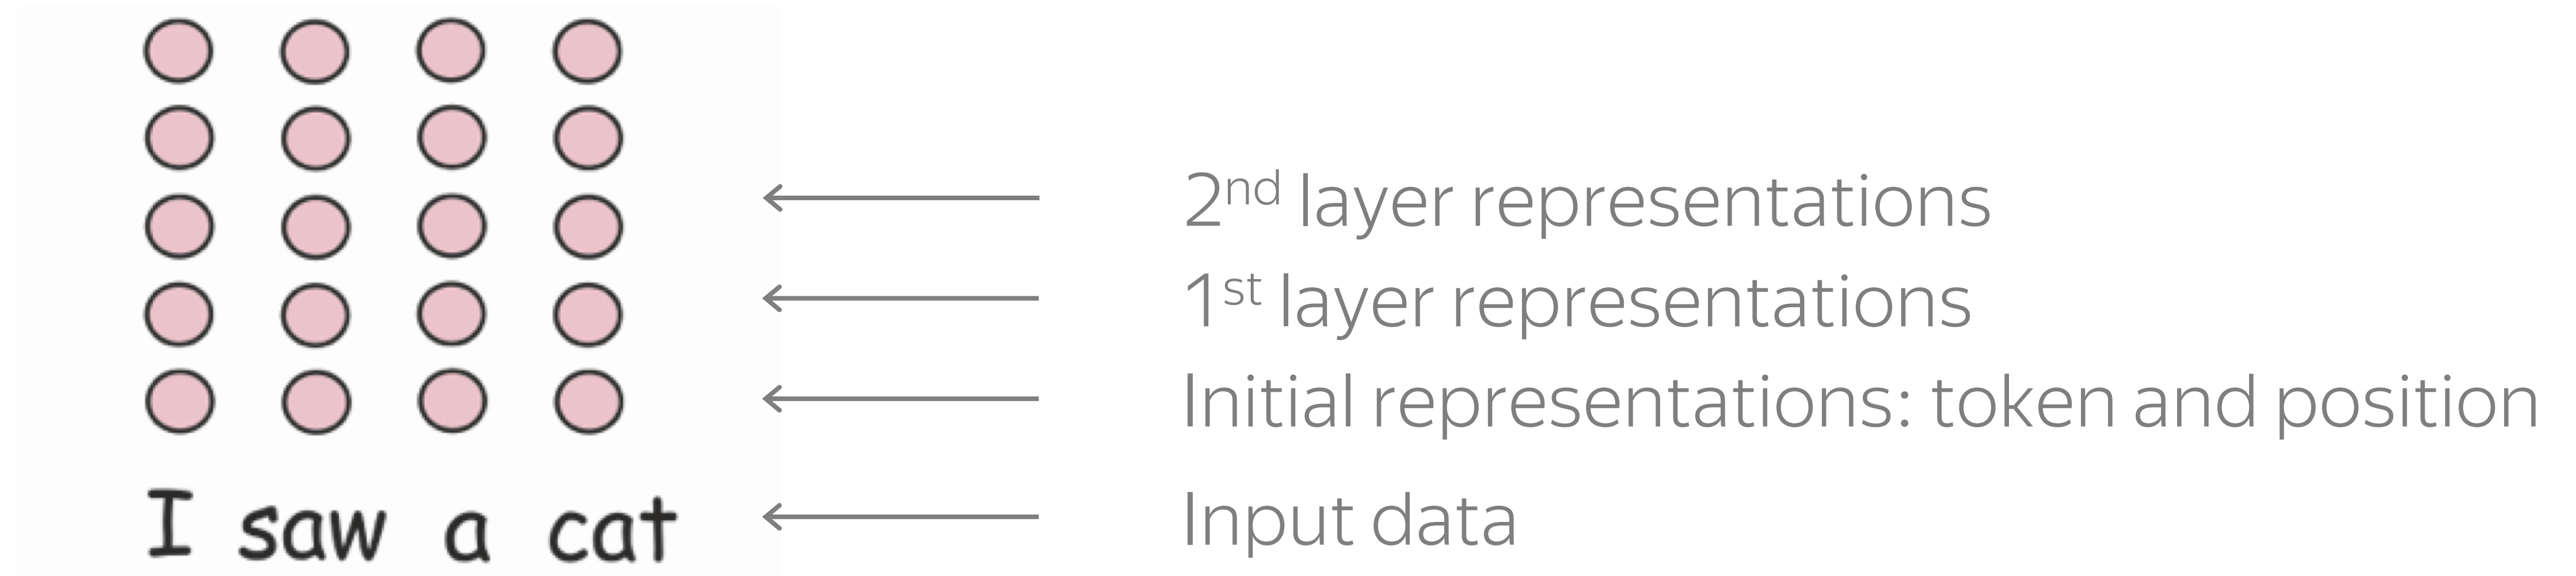 2nd layer representations
1st layer representations
Initial representations: token and position
I saw a cat
Input data